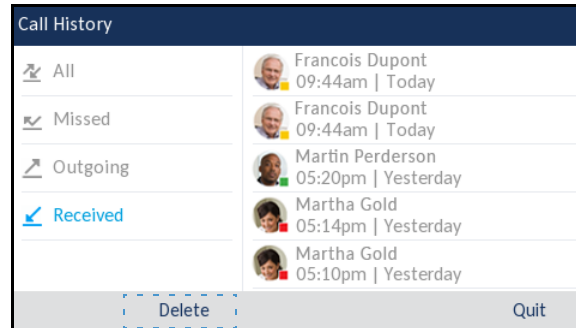 Call History
All
Missed
Outgoing
Received
Francois Dupont
09:44am | Today
Francois Dupont
09:44am | Today
Martin Perderson
05:20pm | Yesterday
Martha Gold
05:14pm | Yesterday
Martha Gold
05:10pm | Yesterday
Delete
Quit